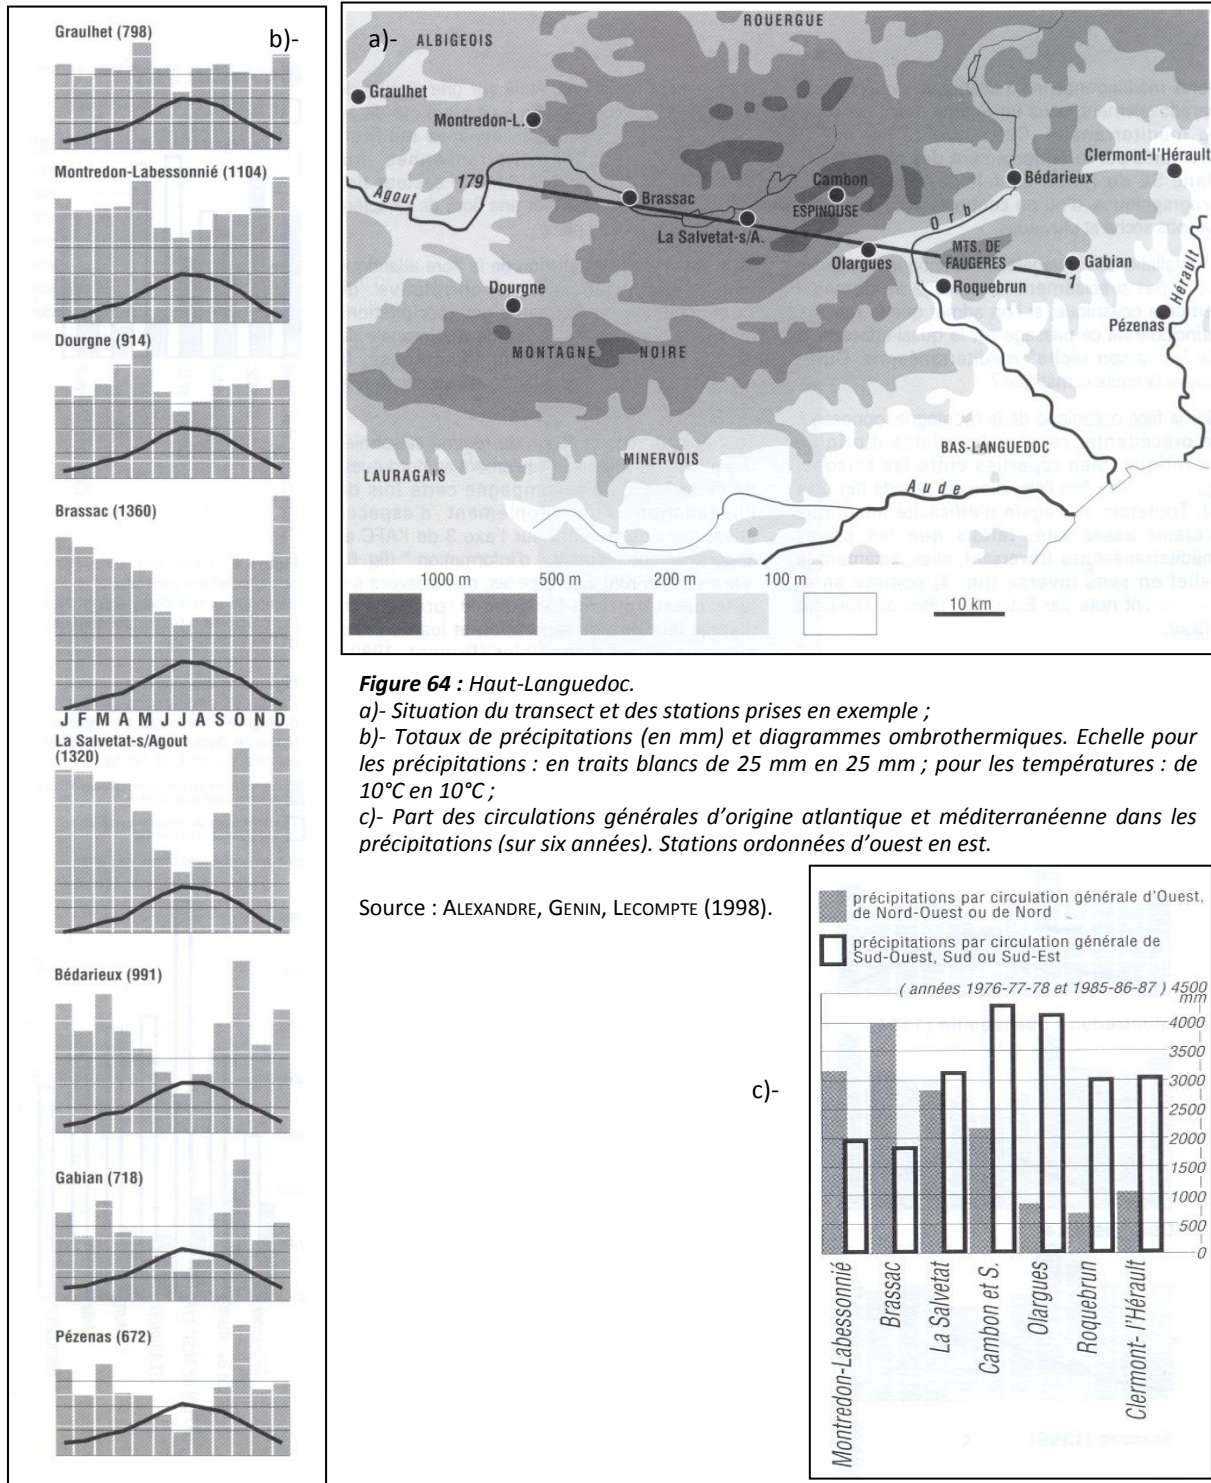 b)-
Graulhet (798)
Montredon-Labessonnié (1104)
Dourgne (914)
Brassac (1360)
J F M A M J J A S O N D
La Salvetat-s/Agout
(1320)
Bédarieux (991)
Gabian (718)
Pézenas (672)
a)-
ROUERGUE
ALBIGEOIS
Graulhet
Montredon-L.
Clermont-l'Hérault
179
Agout
Brassac
Cambon
ESPINOUSE
Bédarieux
La Salvetat-s/A.
Orb
Olargues
MTS. DE
FAUGERES
Gabian
1
Roquebrun
Hérault
Dourgne
Pézenas
MONTAGNE NOIRE
BAS-LANGUEDOC
MINERVOIS
LAURAGAIS
Aude
1000 m 500 m 200 m 100 m
10 km
Figure 64 : Haut-Languedoc.
a)- Situation du transect et des stations prises en exemple ;
b)- Totaux de précipitations (en mm) et diagrammes ombrothermiques. Echelle pour
les précipitations : en traits blancs de 25 mm en 25 mm ; pour les températures : de
10°C en 10°C ;
c)- Part des circulations générales d'origine atlantique et méditerranéenne dans les
précipitations (sur six années). Stations ordonnées d'ouest en est.
Source : ALEXANDRE, GENIN, LECOMPTE (1998).
c)-
précipitations par circulation générale d'Ouest,
de Nord-Ouest ou de Nord
précipitations par circulation générale de
Sud-Ouest, Sud ou Sud-Est
( années 1976-77-78 et 1985-86-87 ) 4500
mm
4000
3500
3000
2500
2000
1500
1000
500
0
Montredon-Labessonnié
Brassac
La Salvetat
Cambon et S.
Olargues
Roquebrun
Clermont- l'Hérault